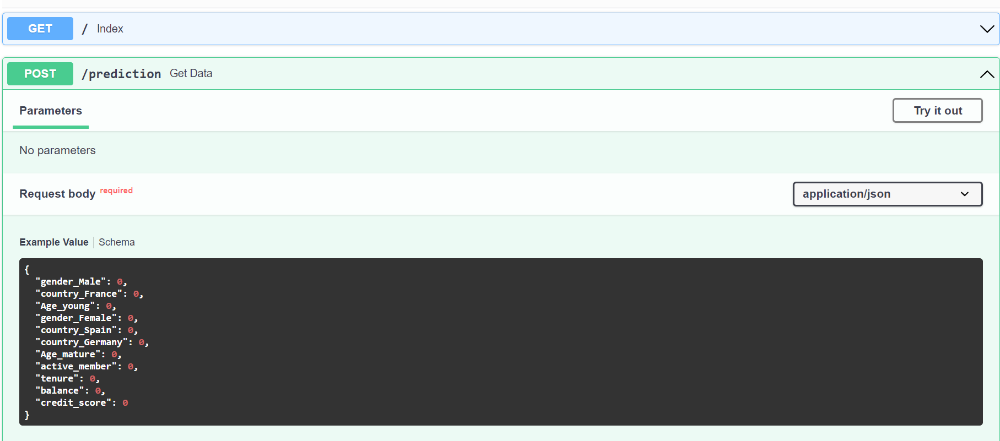 GET / Index
POST /prediction Get Data
Parameters
Try it out
No parameters
Request body required
application/json
Example Value Schema
{
  "gender_Male": 0,
  "country_France": 0,
  "Age_young": 0,
  "gender_Female": 0,
  "country_Spain": 0,
  "country_Germany": 0,
  "Age_mature": 0,
  "active_member": 0,
  "tenure": 0,
  "balance": 0,
  "credit_score": 0
}